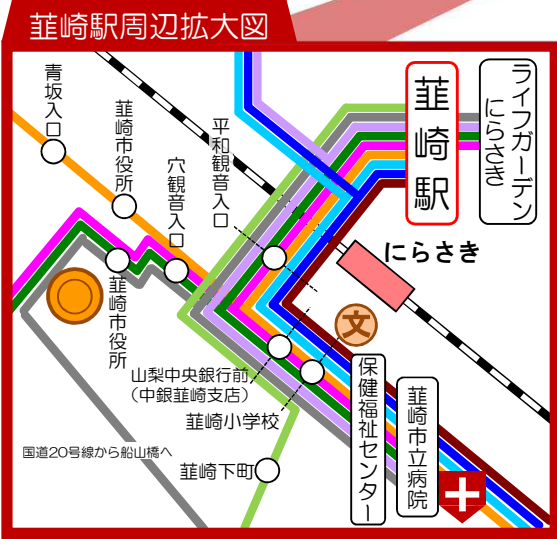 韮崎駅周辺拡大図
青坂入口
韮崎市役所
穴観音入口
平和観音入口
韮崎駅
ライフガーデン
にらさき
にらさき
韮崎市役所
文
山梨中央銀行前
（中銀韮崎支店）
韮崎小学校
保健福祉センター
韮崎市立病院
国道20号線から船山橋へ
韮崎下町